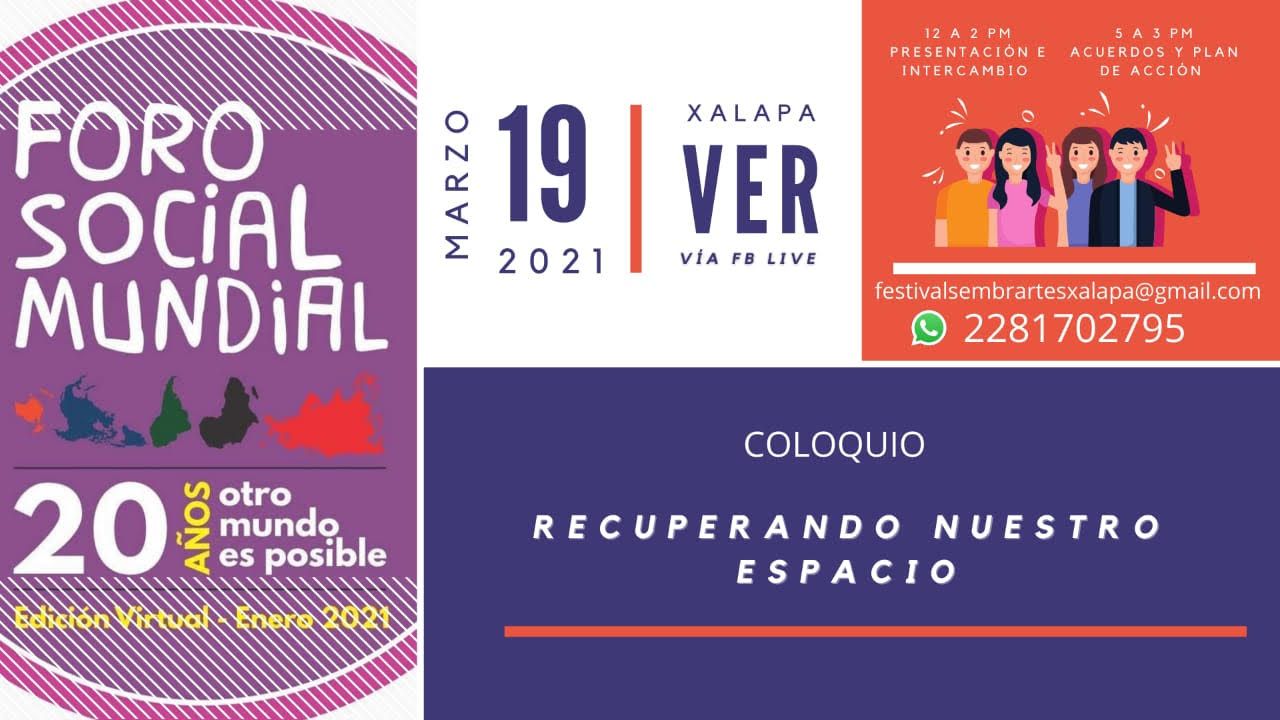 FORO
SOCiAL
MUNDiAL
20
AÑOS
otro
mundo
es posible
Edición Virtual - Enero 2021
MARZO
19
2021
XALAPA
VER
VÍA FB LIVE
12 A 2 PM
PRESENTACIÓN E
INTERCAMBIO
5 A 3 PM
ACUERDOS Y PLAN
DE ACCIÓN
festivalsembrartesxalapa@gmail.com
2281702795
COLOQUIO
RECUPERANDO NUESTRO
ESPACIO